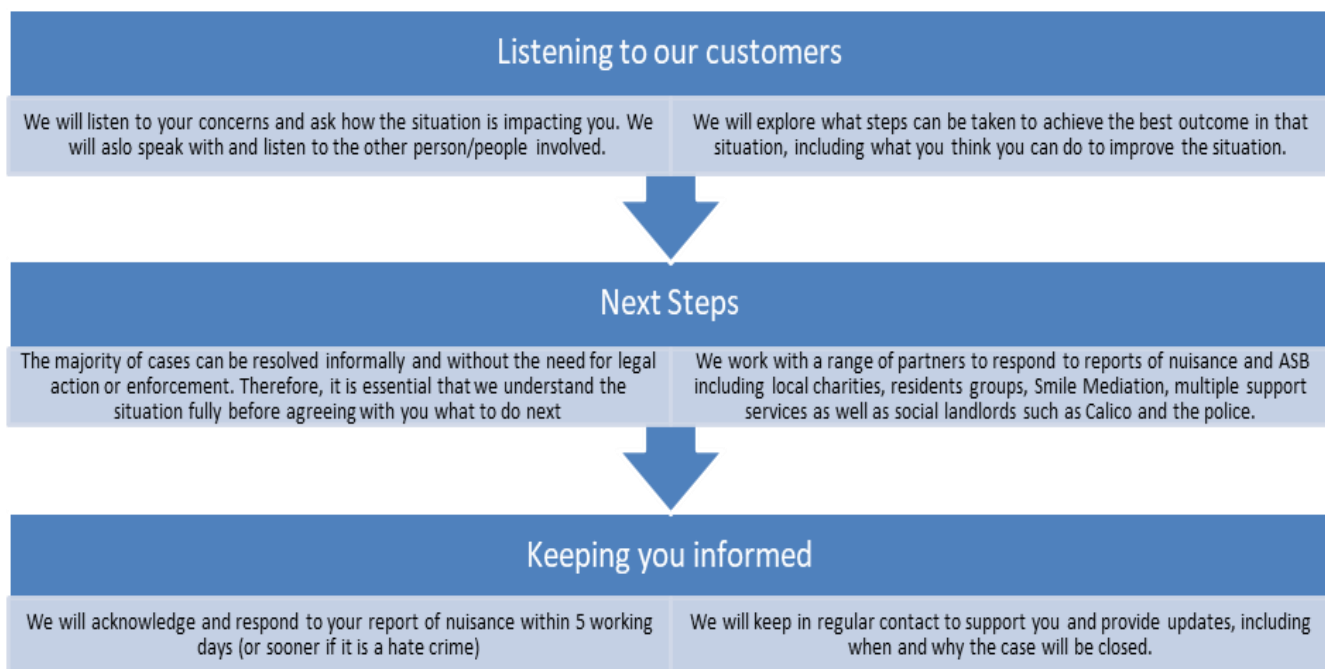 Listening to our customers
We will listen to your concerns and ask how the situation is impacting you. We
will aslo speak with and listen to the other person/people involved.
We will explore what steps can be taken to achieve the best outcome in that
situation, including what you think you can do to improve the situation.
Next Steps
The majority of cases can be resolved informally and without the need for legal
action or enforcement. Therefore, it is essential that we understand the
situation fully before agreeing with you what to do next
We work with a range of partners to respond to reports of nuisance and ASB
including local charities, residents groups, Smile Mediation, multiple support
services as well as social landlords such as Calico and the police.
Keeping you informed
We will acknowledge and respond to your report of nuisance within 5 working
days (or sooner if it is a hate crime)
We will keep in regular contact to support you and provide updates, including
when and why the case will be closed.